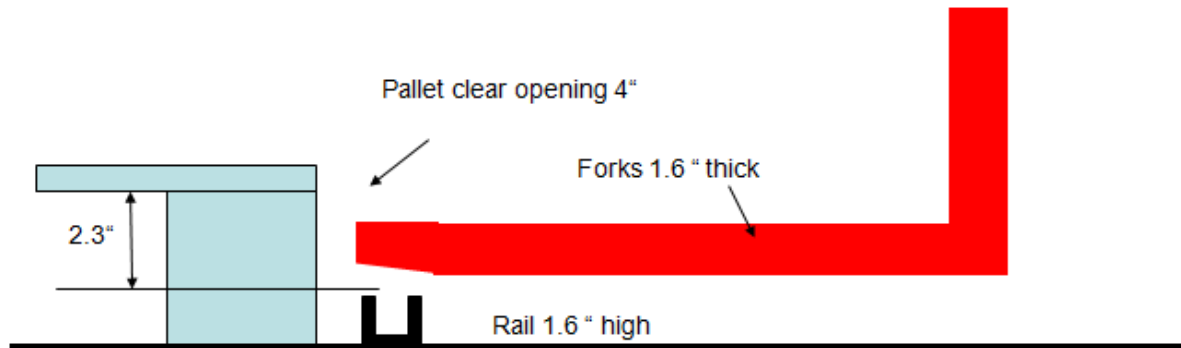 Pallet clear opening 4“
Forks 1.6 “ thick
2.3“
Rail 1.6 “ high